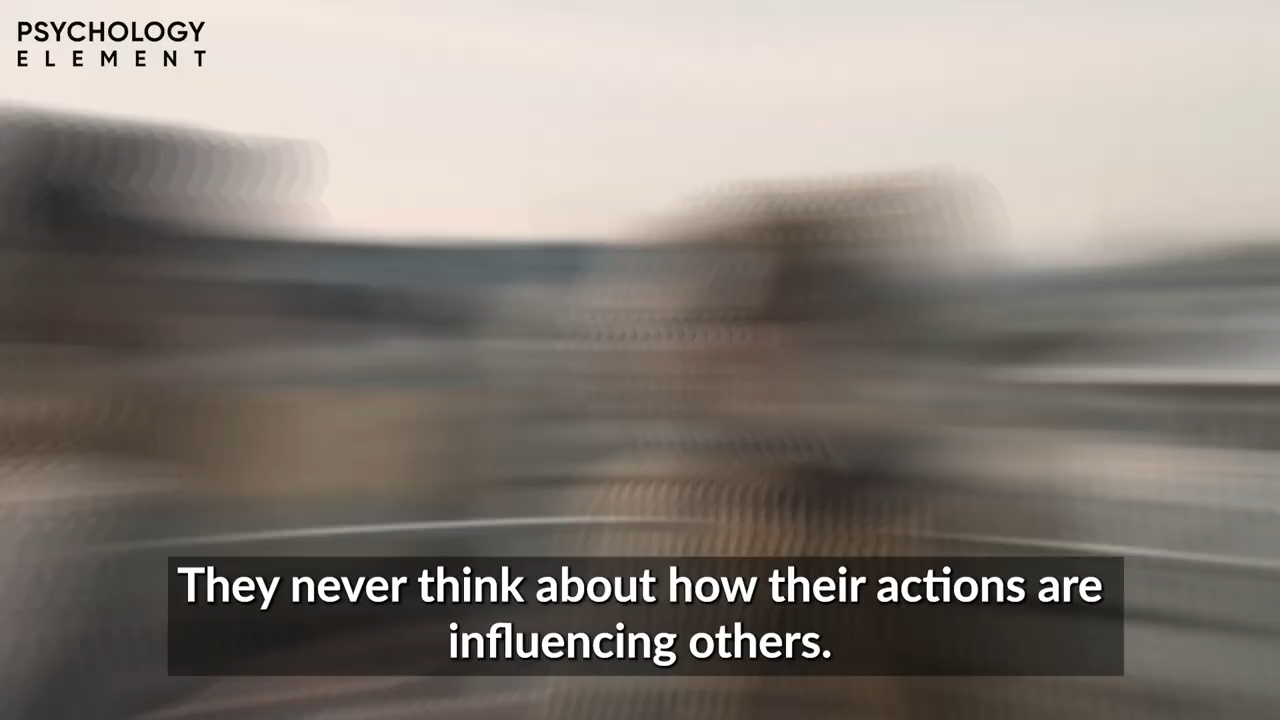 PSYCHOLOGY
ELEMENT
They never think about how their actions are
influencing others.